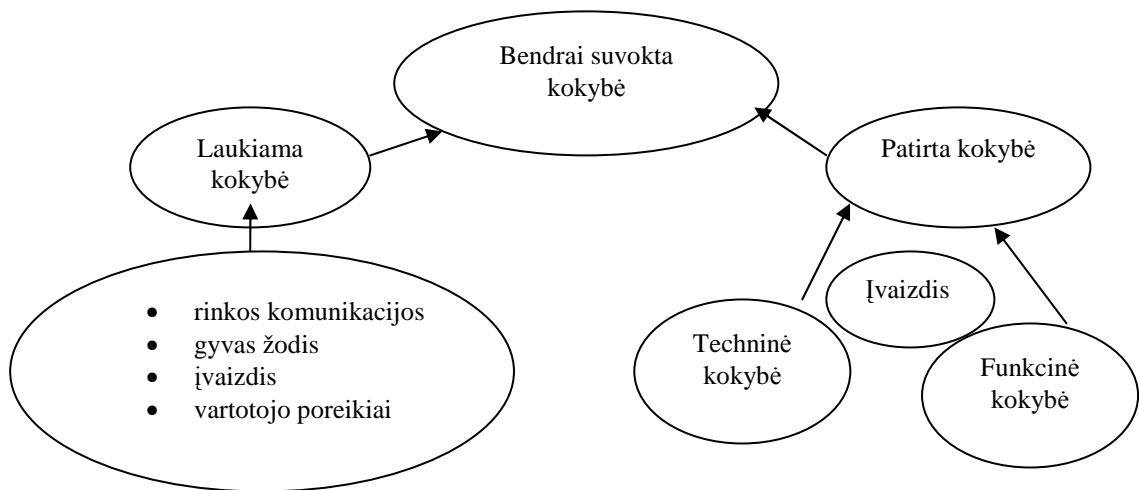 Bendrai suvokta
kokybė
Laukiama
kokybė
Patirta kokybė
• rinkos komunikacijos
• gyvas žodis
• įvaizdis
• vartotojo poreikiai
Įvaizdis
Techninė
kokybė
Funkcinė
kokybė